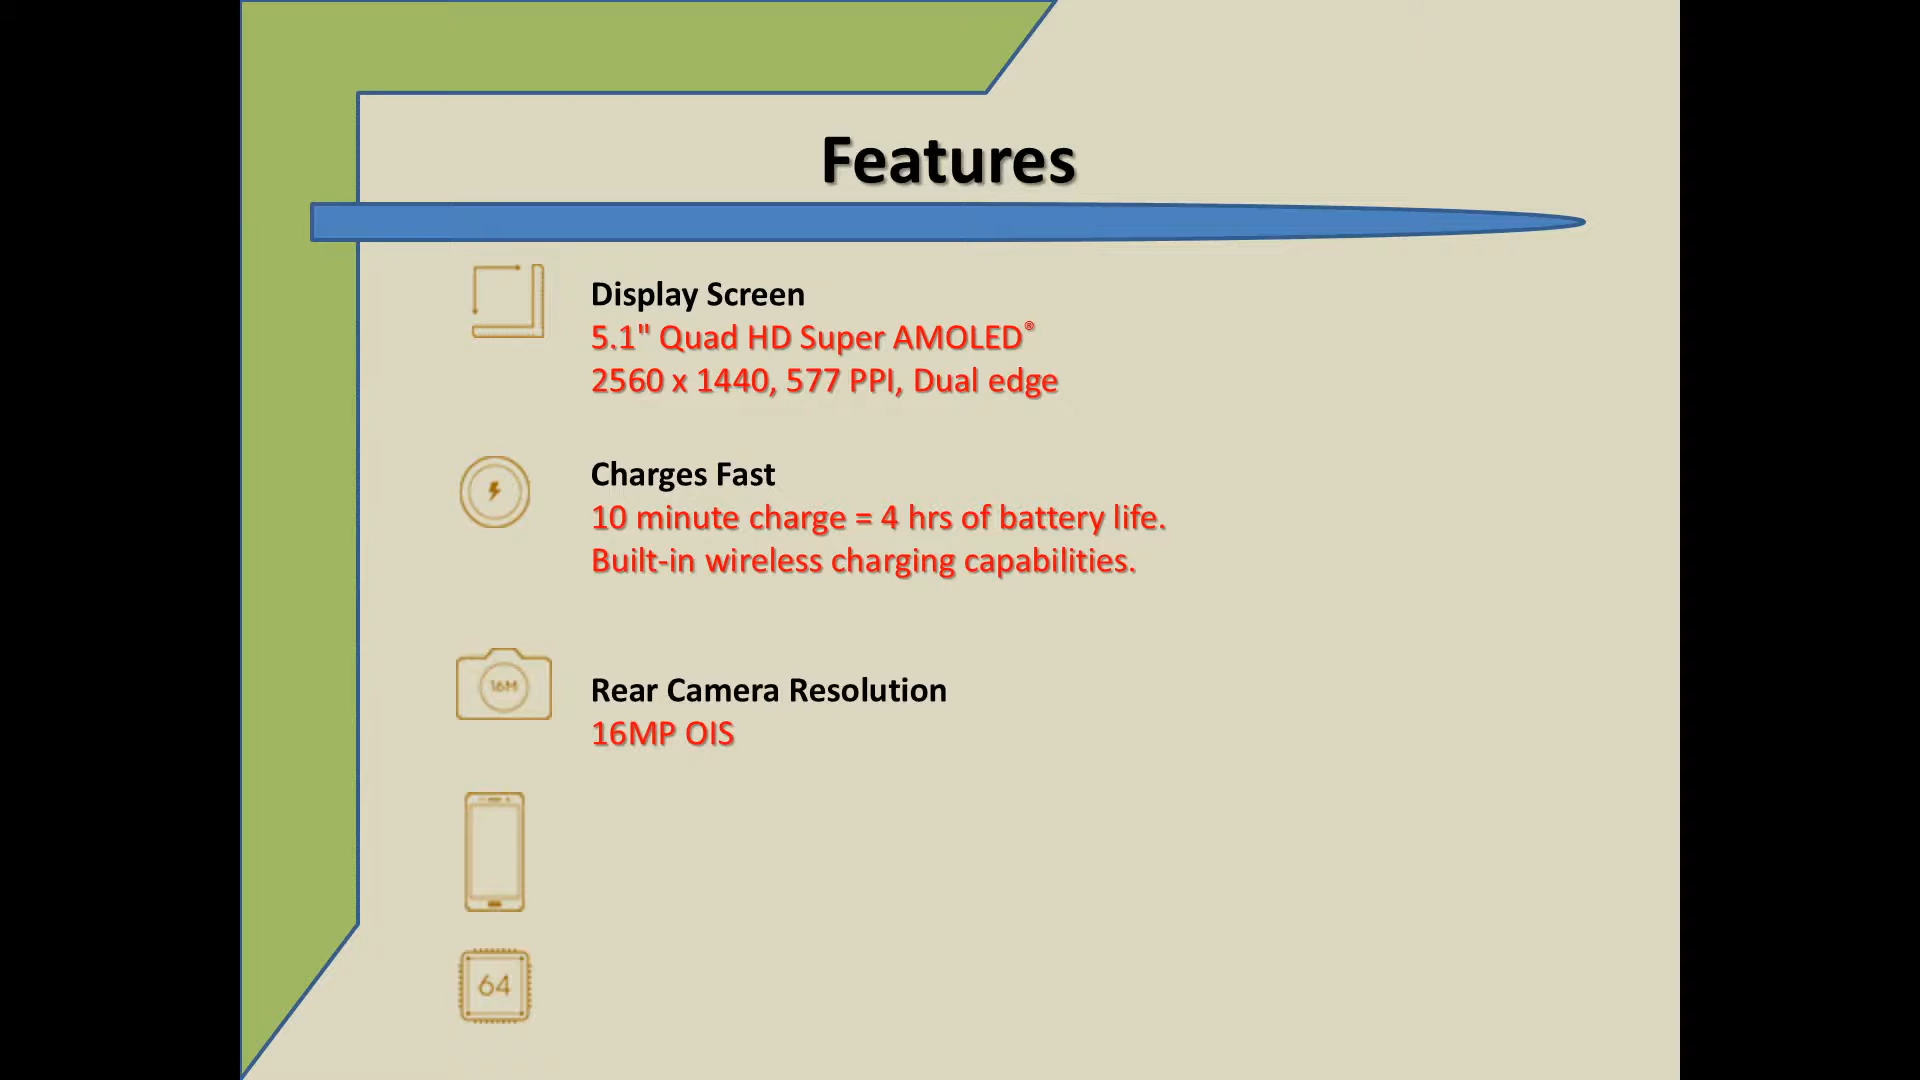 Features
Display Screen
5.1" Quad HD Super AMOLED®
2560 x 1440, 577 PPI, Dual edge
Charges Fast
10 minute charge = 4 hrs of battery life.
Built-in wireless charging capabilities.
16M
Rear Camera Resolution
16MP OIS
64